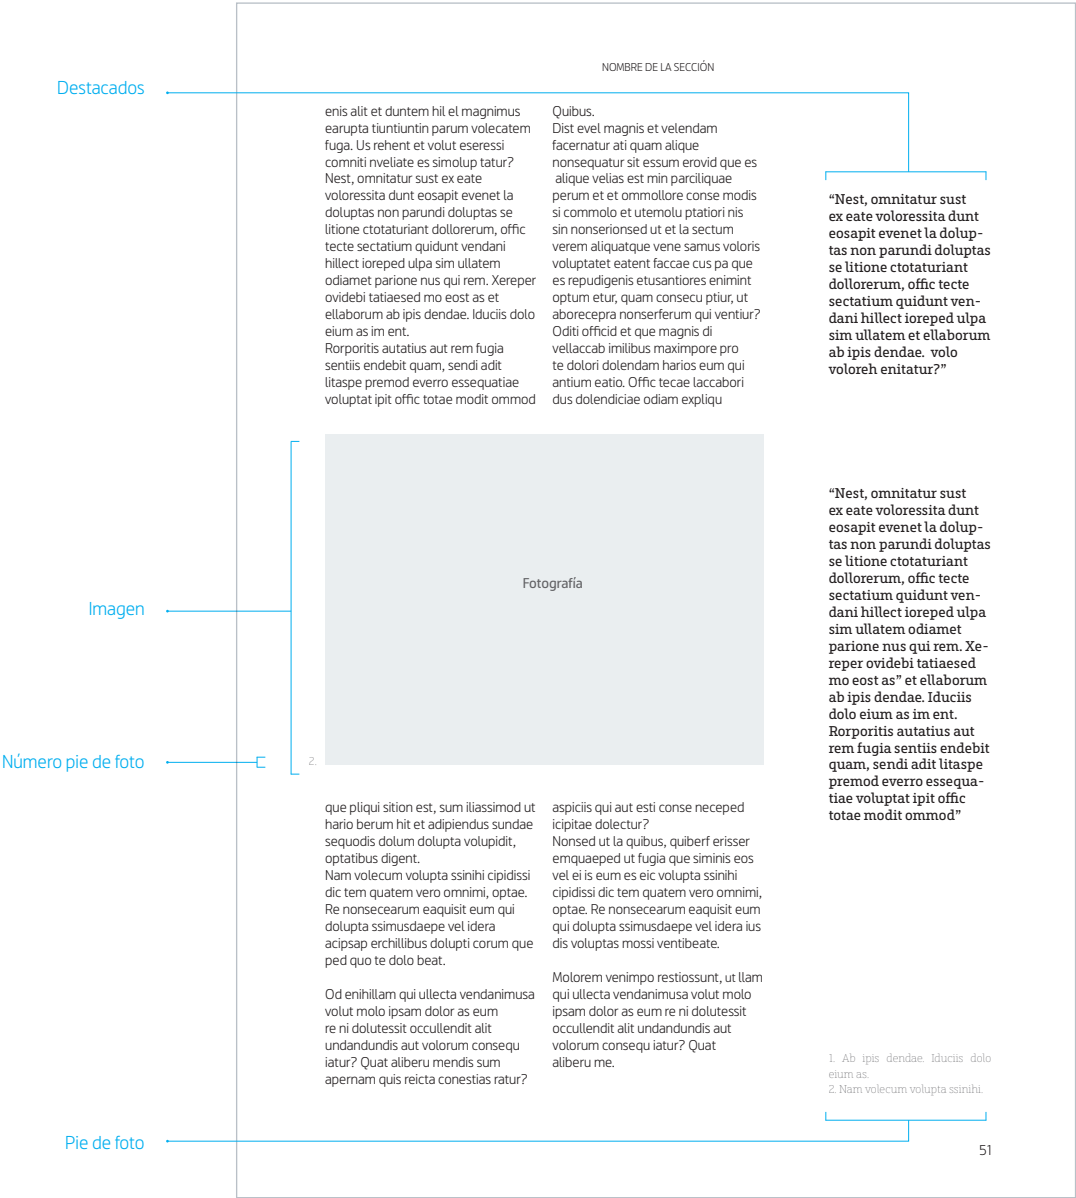 NOMBRE DE LA SECCIÓN
Destacados
enis alit et duntem hil el magnimus
earupta tiuntiuntin parum volecatem
fuga. Us rehent et volut eseressi
comniti nveliate es simolup tatur?
Nest, omnitatur sust ex eate
voloressita dunt eosapit evenet la
doluptas non parundi doluptas se
litione ctotaturiant dollorerum, offic
tecte sectatium quidunt vendani
hillect ioreped ulpa sim ullatem
odiamet parione nus qui rem. Xereper
ovidebi tatiaesed mo eost as et
ellaborum ab ipis dendae. Iduciis dolo
eium as im ent.
Rorporitis autatius aut rem fugia
sentiis endebit quam, sendi adit
litaspe premod everro essequatiae
voluptat ipit offic totae modit ommod
Quibus.
Dist evel magnis et velendam
facernatur ati quam alique
nonsequatur sit essum erovid que es
alique velias est min parciliquae
perum et et ommollore conse modis
si commolo et utemolu ptatiori nis
sin nonserionsed ut et la sectum
verem aliquatque vene samus voloris
voluptatet eatent faccae cus pa que
es repudigenis etusantiores enimint
optum etur, quam consecu ptiur, ut
aborecepra nonserferum qui ventiur?
Oditi officid et que magnis di
vellaccab imilibus maximpore pro
te dolori dolendam harios eum qui
antium eatio. Offic tecae laccabori
dus dolendiciae odiam expliqu
“Nest, omnitatur sust
ex eate voloressita dunt
eosapit evenet la dolup-
tas non parundi doluptas
se litione ctotaturiant
dollorerum, offic tecte
sectatium quidunt ven-
dani hillect ioreped ulpa
sim ullatem et ellaborum
ab ipis dendae. volo
voloreh enitatur?”
Imagen
Fotografía
Número pie de foto
2.
“Nest, omnitatur sust
ex eate voloressita dunt
eosapit evenet la dolup-
tas non parundi doluptas
se litione ctotaturiant
dollorerum, offic tecte
sectatium quidunt ven-
dani hillect ioreped ulpa
sim ullatem odiamet
parione nus qui rem. Xe-
reper ovidebi tatiaesed
mo eost as” et ellaborum
ab ipis dendae. Iduciis
dolo eium as im ent.
Rorporitis autatius aut
rem fugia sentiis endebit
quam, sendi adit litaspe
premod everro essequa-
tiae voluptat ipit offic
totae modit ommod”
que pliqui sition est, sum iliassimod ut
hario berum hit et adipiendus sundae
sequodis dolum dolupta volupidit,
optatibus digent.
Nam volecum volupta ssinihi cipidissi
dic tem quatem vero omnimi, optae.
Re nonsecearum eaquisit eum qui
dolupta ssimusdaepe vel idera
acipsap erchillibus dolupti corum que
ped quo te dolo beat.
Od enihillam qui ullecta vendanimusa
volut molo ipsam dolor as eum
re ni dolutessit occullendit alit
undandundis aut volorum consequ
iatur? Quat aliberu mendis sum
apernam quis reicta conestias ratur?
aspiciis qui aut esti conse neceped
icipitae dolectur?
Nonsed ut la quibus, quiberf erisser
emquaeped ut fugia que siminis eos
vel ei is eum es eic volupta ssinihi
cipidissi dic tem quatem vero omnimi,
optae. Re nonsecearum eaquisit eum
qui dolupta ssimusdaepe vel idera ius
dis voluptas mossi ventibeate.
Molorem venimpo restiossunt, ut llam
qui ullecta vendanimusa volut molo
ipsam dolor as eum re ni dolutessit
occullendit alit undandundis aut
volorum consequ iatur? Quat
aliberu me.
1. Ab ipis dendae. Iduciis dolo
eium as.
2. Nam volecum volupta ssinihi.
Pie de foto
51